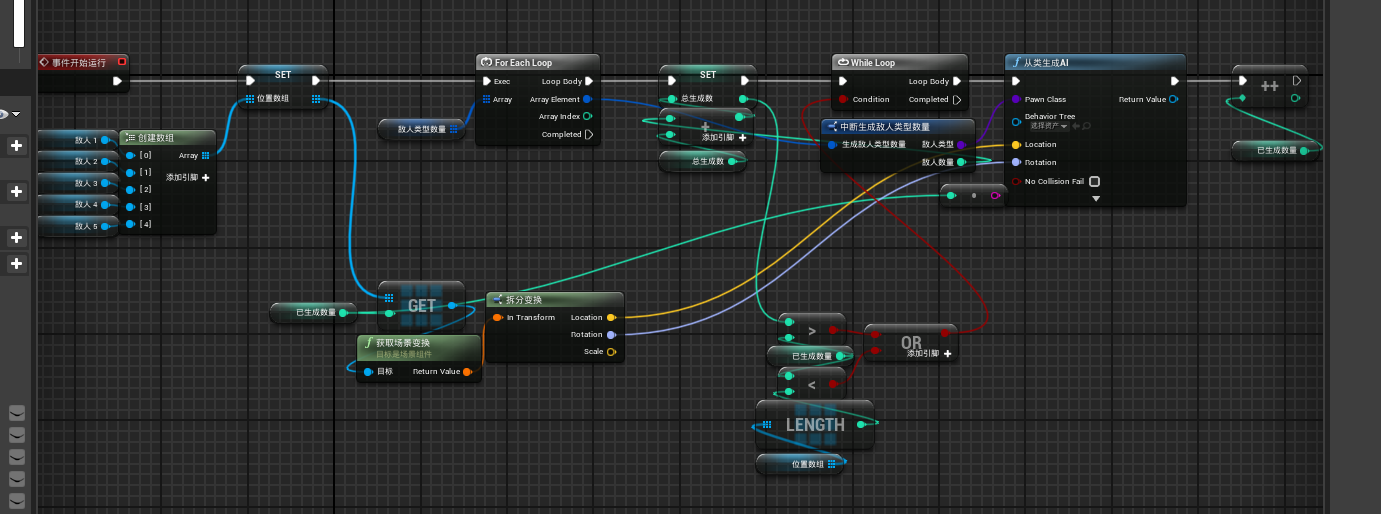 事件开始运行
SET
位置数组
敌人 1
敌人 2
敌人 3
敌人 4
敌人 5
创建数组
[0]
Array
[1]
添加引脚
[2]
[3]
[4]
敌人类型数量
For Each Loop
Exec
Loop Body
Array
Array Element
Array Index
Completed
SET
总生成数
+
添加引脚
总生成数
While Loop
Loop Body
Condition
Completed
中断生成敌人类型数量
生成敌人类型数量
敌人类型
敌人数量
从类生成AI
Pawn Class
Return Value
Behavior Tree
选择资产
Location
Rotation
No Collision Fail
++
已生成数量
已生成数量
GET
获取场景变换
目标是场景组件
目标
Return Value
拆分变换
In Transform
Location
Rotation
Scale
>
已生成数量
<
OR
添加引脚
LENGTH
位置数组